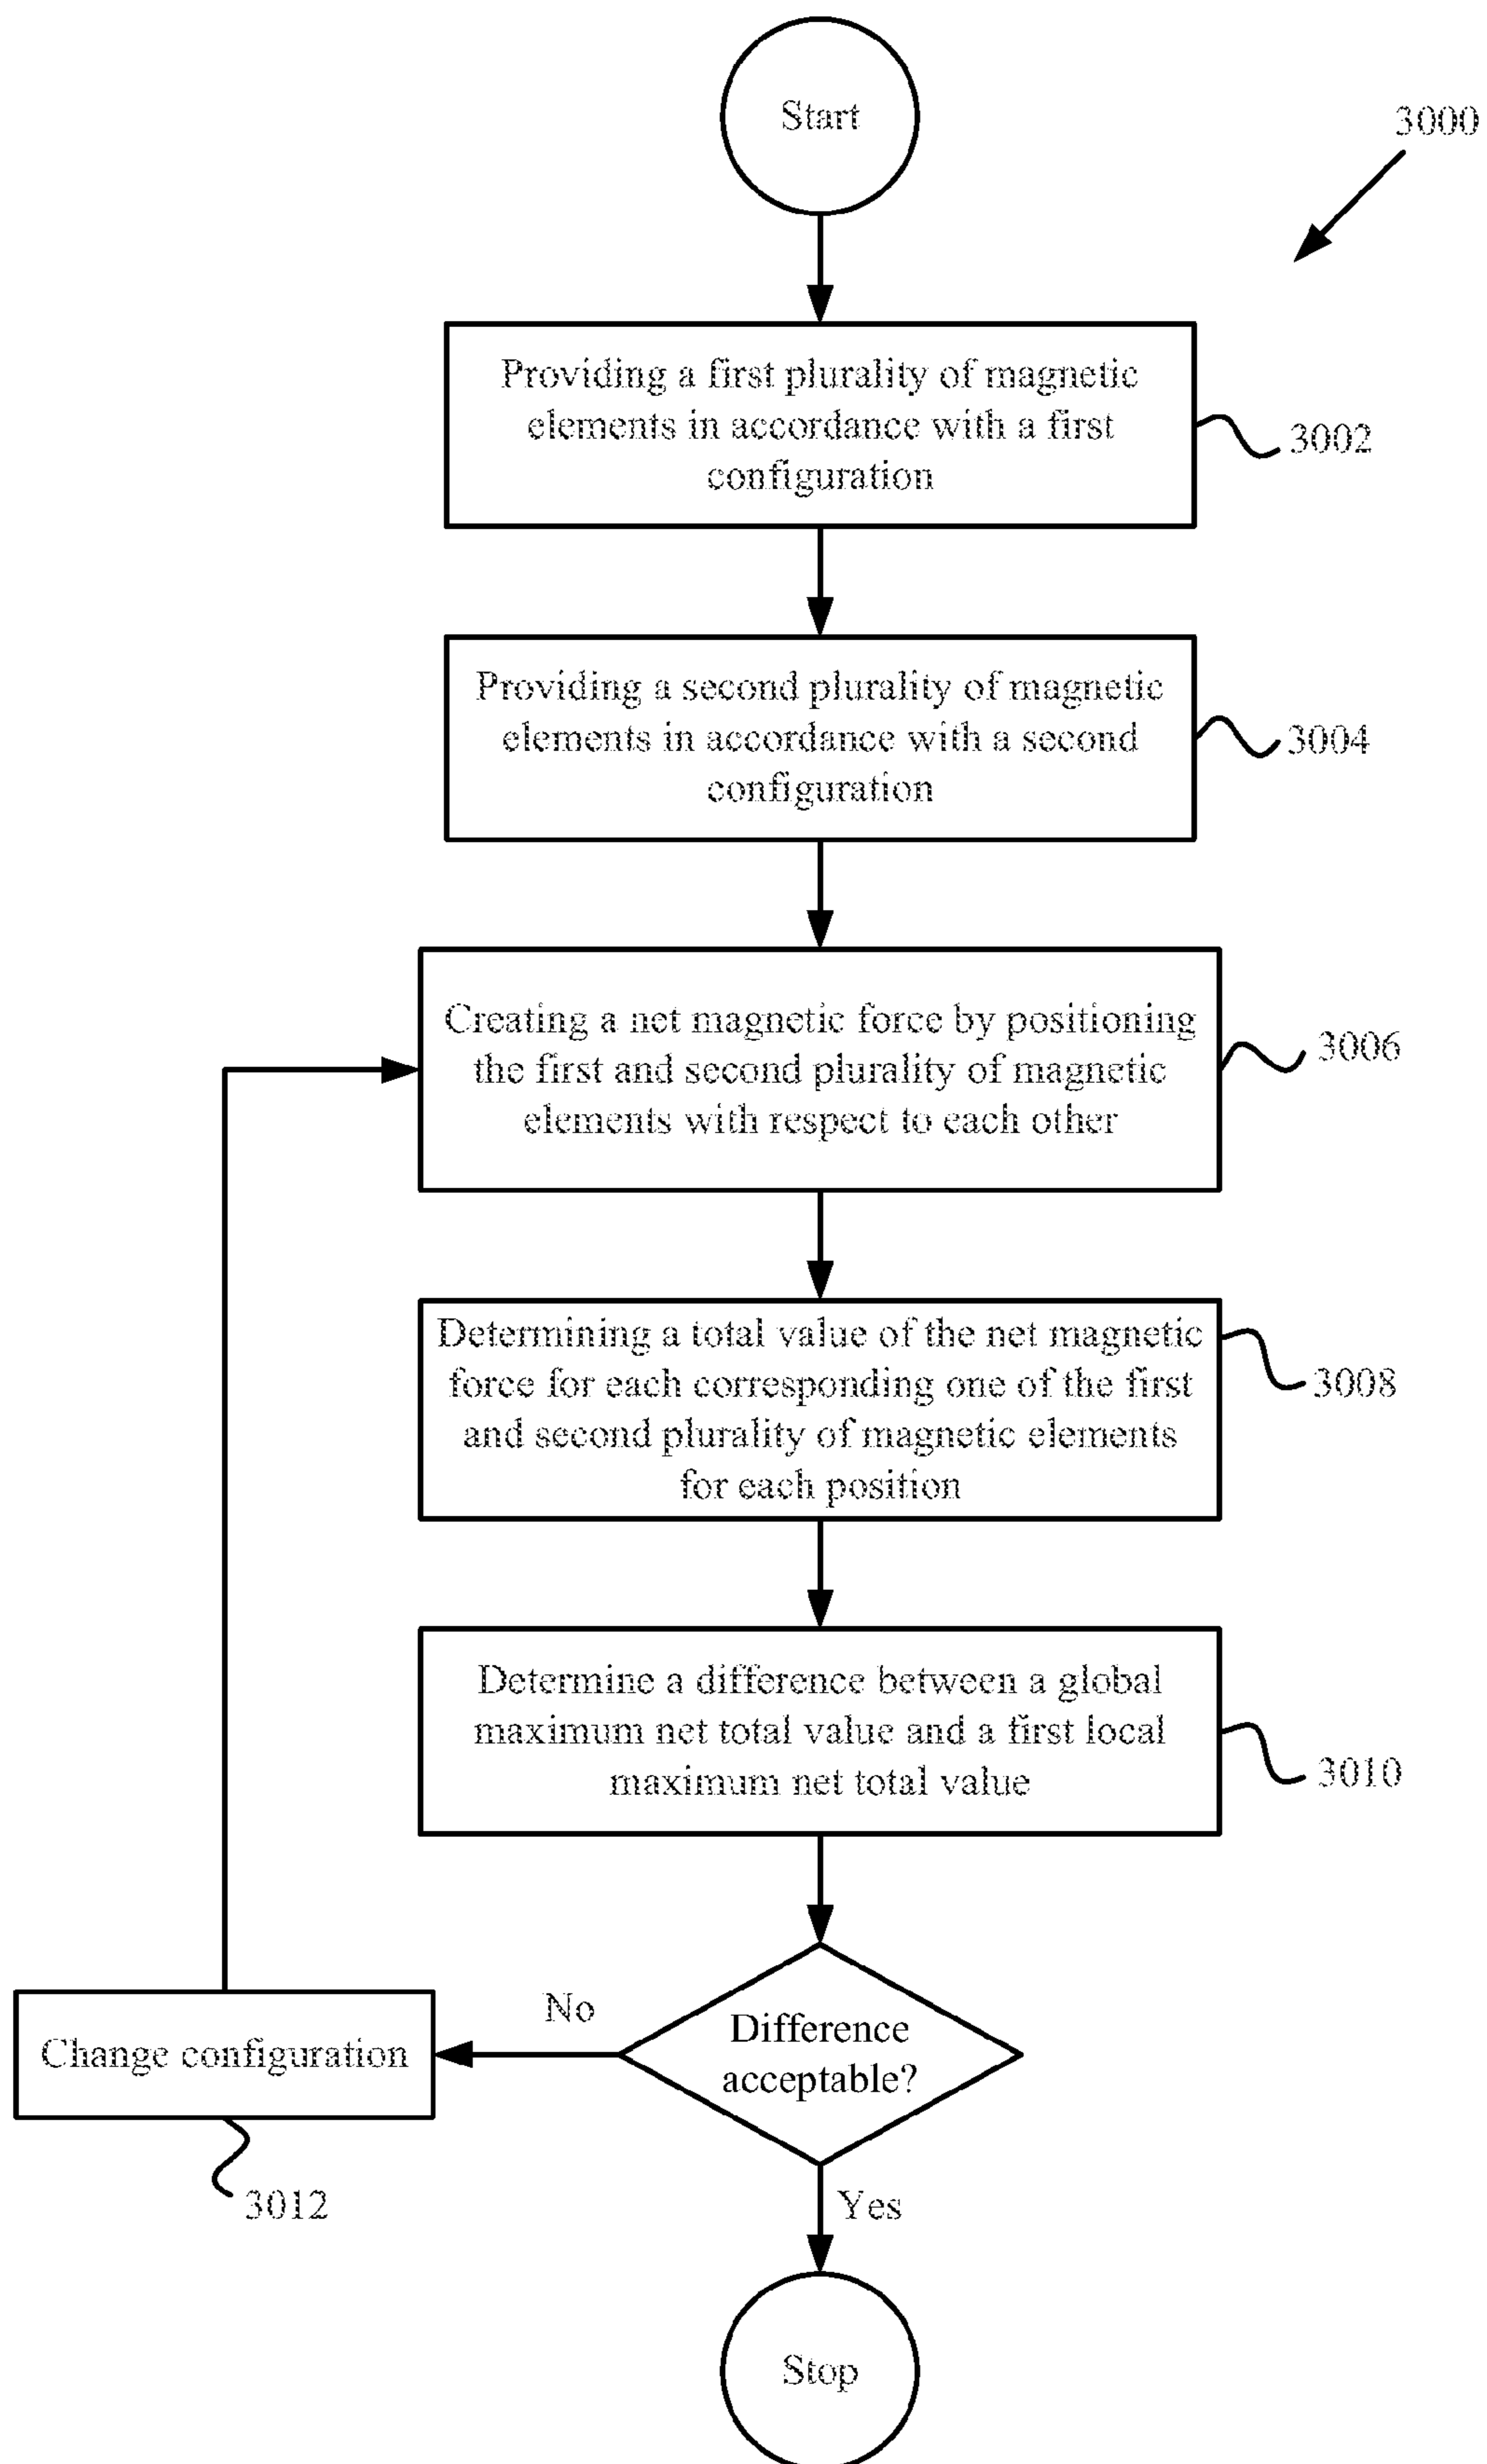 Start
3000
Providing a first plurality of magnetic
elements in accordance with a first
configuration
3002
Providing a second plurality of magnetic
elements in accordance with a second
configuration
3004
Creating a net magnetic force by positioning
the first and second plurality of magnetic
elements with respect to each other
3006
Determining a total value of the net magnetic
force for each corresponding one of the first
and second plurality of magnetic elements
for each position
3008
Determine a difference between a global
maximum net total value and a first local
maximum net total value
3010
Difference
acceptable?
No
Change configuration
3012
Yes
Stop